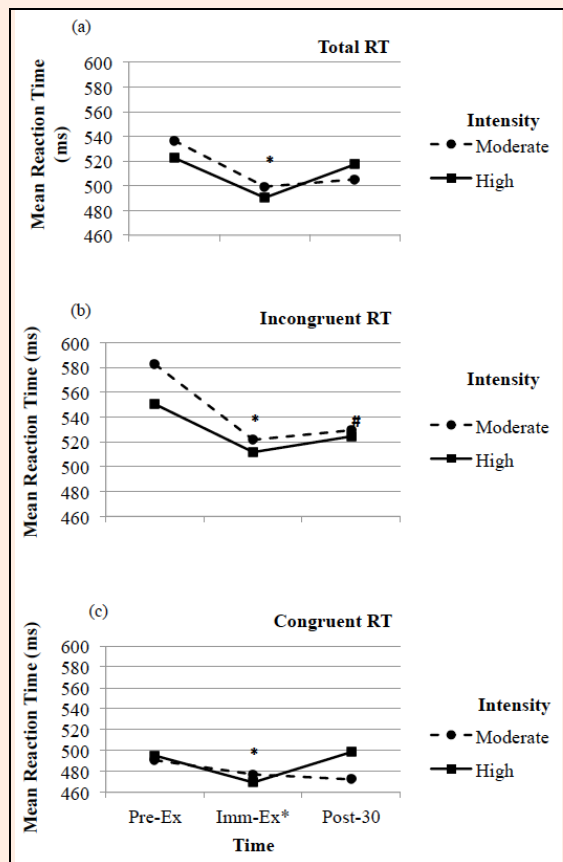 (a)
Total RT
600
580
560
540
520
500
480
460
Mean Reaction Time
(ms)
*
Intensity
Moderate
High
(b)
Incongruent RT
600
580
560
540
520
500
480
460
Mean Reaction Time (ms)
*
#
Intensity
Moderate
High
(c)
Congruent RT
600
580
560
540
520
500
480
460
Mean Reaction Time (ms)
*
Intensity
Moderate
High
Pre-Ex Imm-Ex* Post-30
Time